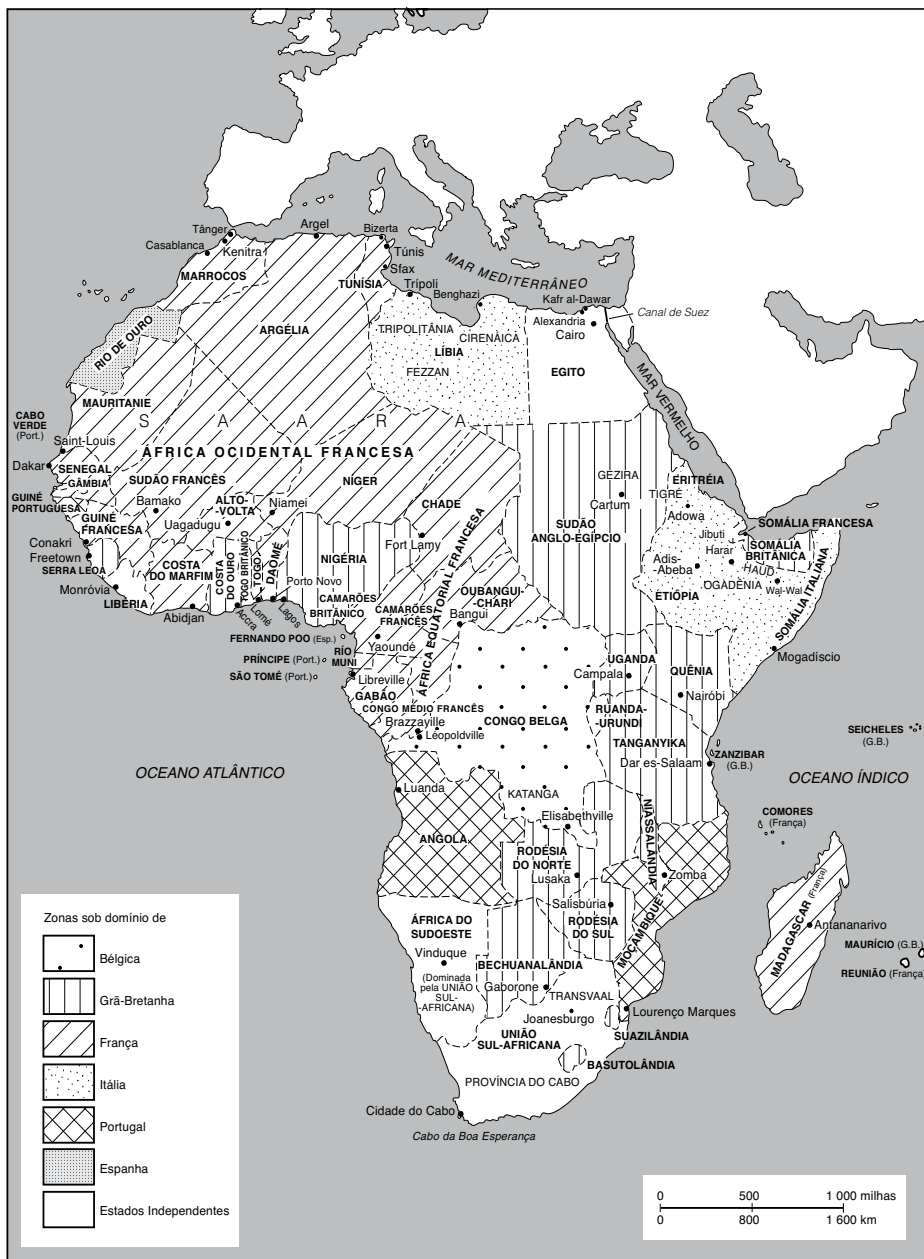 Tânger
Argel
Bizerta
Casablanca
Kenitra
Túnis
MARROCOS
Sfax
TUNÍSIA
Trípoli
MAR MEDITERRÂNEO
Benghazi
Kafr al-Dawar
Alexandria
Canal de Suez
Cairo
RIO DE OURO
ARGÉLIA
TRIPOLITÂNIA
CIRENÁICA
LÍBIA
FEZZAN
EGITO
MAR VERMELHO
MAURITANIE
S A A R A
CABO
VERDE
(Port.)
Saint-Louis
ÁFRICA OCIDENTAL FRANCESA
Dakar
SENEGAL
GÂMBIA
SUDÃO FRANCÊS
NÍGER
CHADE
GEZIRA
Cartum
ERITRÉIA
TIGRÉ
Adowa
GUINÉ
PORTUGUESA
Bamako
ALTO-
-VOLTA
Niamei
GUINÉ
FRANCESA
Uagadugu
Fort Lamy
SUDÃO
ANGLO-EGÍPCIO
SOMÁLIA FRANCESA
Jibuti
Conakri
Freetown
SERRA LEOA
COSTA
DO MARFIM
COSTA
DO OURO
TOGO BRITÂNICO
TOGO
DAOMÉ
NIGÉRIA
Porto Novo
ÁFRICA EQUATORIAL FRANCESA
OUBANGUI-
-CHARI
SOMÁLIA
BRITÂNICA
Harar
HAUD
Adis-
Abeba
OGADÊNIA
Wal-Wal
ETIÓPIA
SOMÁLIA ITALIANA
Monróvia
LIBÉRIA
Abidjan
Accra
Lomé
Lagos
CAMARÕES
BRITÂNICO
CAMARÕES
FRANCÊS
Bangui
FERNANDO POO (Esp.)
Yaoundé
RÍO
MUNI
PRÍNCIPE (Port.)
SÃO TOMÉ (Port.)
Libreville
GABÃO
CONGO MÉDIO FRANCÊS
Brazzaville
Léopoldville
CONGO BELGA
UGANDA
Campala
QUÊNIA
Nairóbi
Mogadíscio
RUANDA-
-URUNDI
TANGANYIKA
Dar es-Salaam
ZANZIBAR
(G.B.)
SEICHELES
(G.B.)
OCEANO ATLÂNTICO
OCEANO ÍNDICO
Luanda
KATANGA
Elisabethville
COMORES
(França)
ANGOLA
RODÉSIA
DO NORTE
Lusaka
NIASSALÂNDIA
Zomba
Salisbúria
RODÉSIA
DO SUL
MOÇAMBIQUE
MADAGASCAR (França)
Antananarivo
MAURÍCIO (G.B.)
REUNIÃO (França)
ÁFRICA DO
SUDOESTE
Vinduque
(Dominada
pela UNIÃO
SUL-
-AFRICANA)
BECHUANALÂNDIA
Gaborone
TRANSVAAL
Joanesburgo
Lourenço Marques
SUAZILÂNDIA
UNIÃO
SUL-AFRICANA
BASUTOLÂNDIA
PROVÍNCIA DO CABO
Cidade do Cabo
Cabo da Boa Esperança
Zonas sob domínio de
Bélgica
Grã-Bretanha
França
Itália
Portugal
Espanha
Estados Independentes
0 500 1 000 milhas
0 800 1 600 km